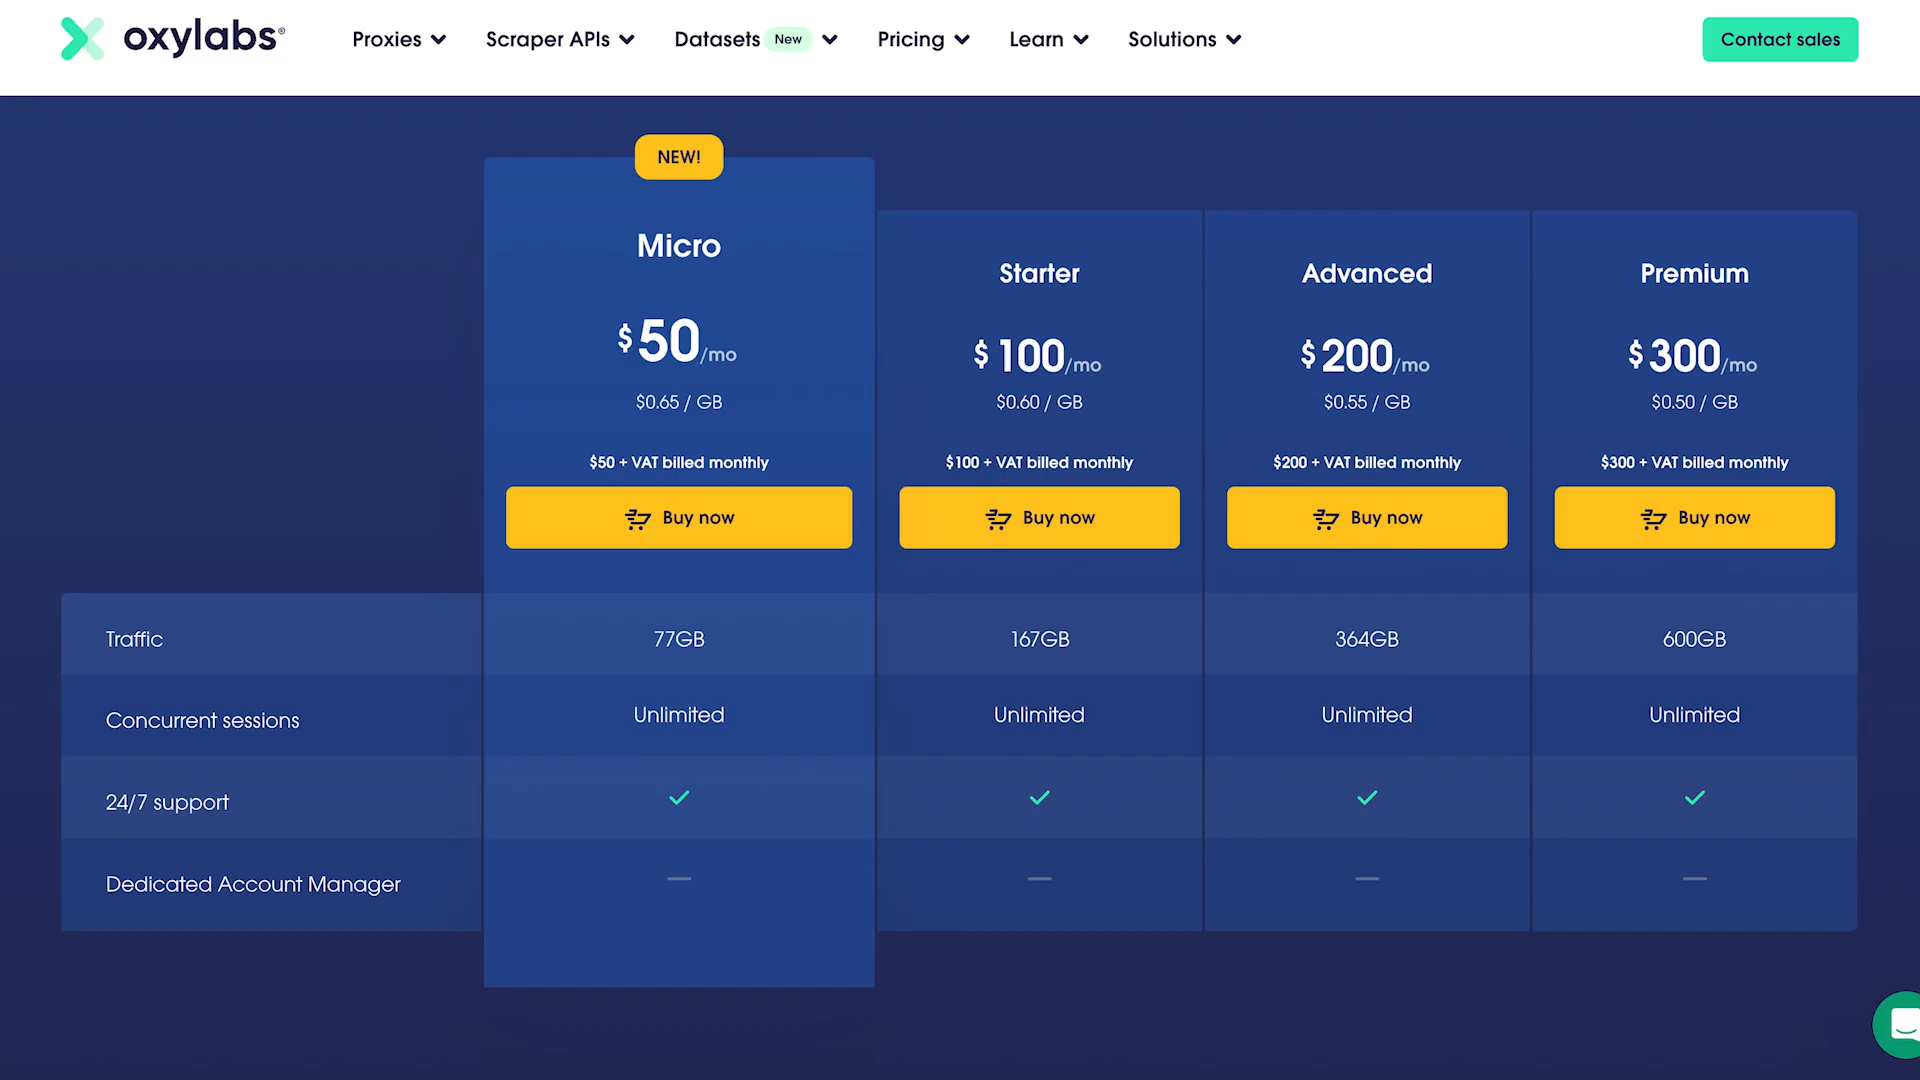 oxylabs®
Proxies
Scraper APIs
Datasets New
Pricing
Learn
Solutions
Contact sales
NEW!
Micro
$50/mo
$0.65 / GB
$50 + VAT billed monthly
Buy now
Starter
$100/mo
$0.60 / GB
$100 + VAT billed monthly
Buy now
Advanced
$200/mo
$0.55 / GB
$200 + VAT billed monthly
Buy now
Premium
$300/mo
$0.50 / GB
$300 + VAT billed monthly
Buy now
Traffic 77GB 167GB 364GB 600GB
Concurrent sessions Unlimited Unlimited Unlimited Unlimited
24/7 support
Dedicated Account Manager — — — —